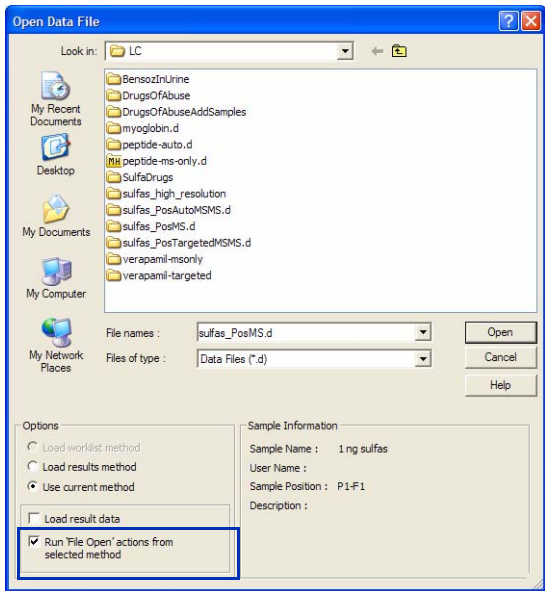 Open Data File
Look in:
LC
My Recent
Documents
Desktop
My Documents
My Computer
My Network
Places
BensozInUrine
DrugsOfAbuse
DrugsOfAbuseAddSamples
myoglobin.d
peptide-auto.d
MH peptide-ms-only.d
SulfaDrugs
sulfas_high_resolution
sulfas_PosAutoMSMS.d
sulfas_PosMS.d
sulfas_PosTargetedMSMS.d
verapamil-msonly
verapamil-targeted
File names :
sulfas_PosMS.d
Open
Files of type :
Data Files (*.d)
Cancel
Help
Options
Load worklist method
Load results method
Use current method
Load result data
Run 'File Open' actions from
selected method
Sample Information
Sample Name : 1 ng sulfas
User Name :
Sample Position : P1-F1
Description :